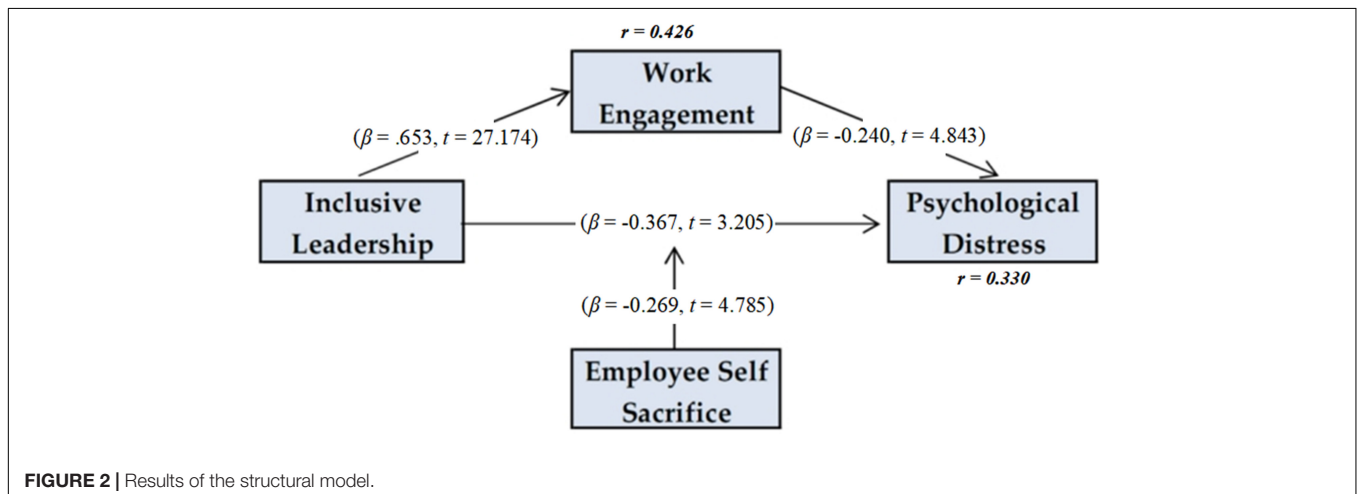 r = 0.426
Work
Engagement
(β = .653, t = 27.174)
(β = -0.240, t = 4.843)
Inclusive
Leadership
(β = -0.367, t = 3.205)
Psychological
Distress
r = 0.330
(β = -0.269, t = 4.785)
Employee Self
Sacrifice
FIGURE 2 | Results of the structural model.